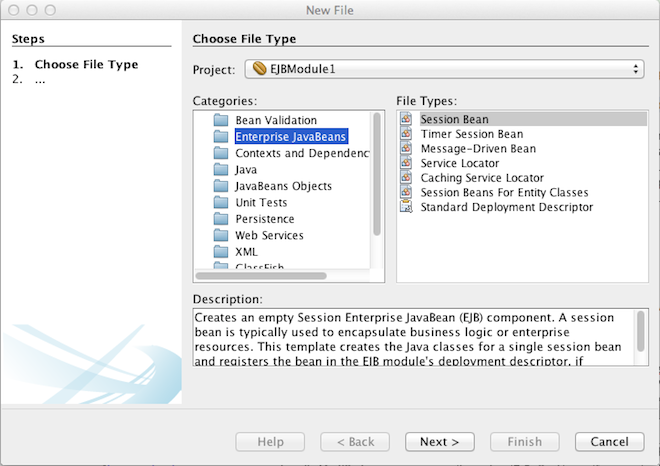 New File
Steps
1. Choose File Type
2. ...
Choose File Type
Project: EJBModule1
Categories:
Bean Validation
Enterprise JavaBeans
Contexts and Dependency
Java
JavaBeans Objects
Unit Tests
Persistence
Web Services
XML
GlassFish
File Types:
Session Bean
Timer Session Bean
Message-Driven Bean
Service Locator
Caching Service Locator
Session Beans For Entity Classes
Standard Deployment Descriptor
Description:
Creates an empty Session Enterprise JavaBean (EJB) component. A session
bean is typically used to encapsulate business logic or enterprise
resources. This template creates the Java classes for a single session bean
and registers the bean in the EJB module's deployment descriptor, if
Help < Back Next > Finish Cancel